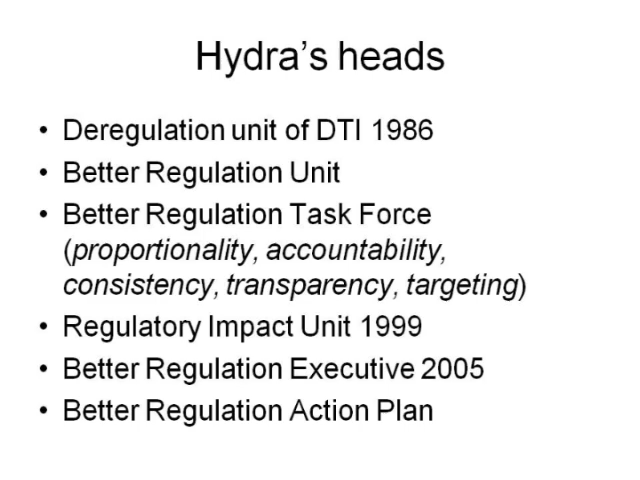 Hydra's heads
• Deregulation unit of DTI 1986
• Better Regulation Unit
• Better Regulation Task Force
(proportionality, accountability,
consistency, transparency, targeting)
• Regulatory Impact Unit 1999
• Better Regulation Executive 2005
• Better Regulation Action Plan